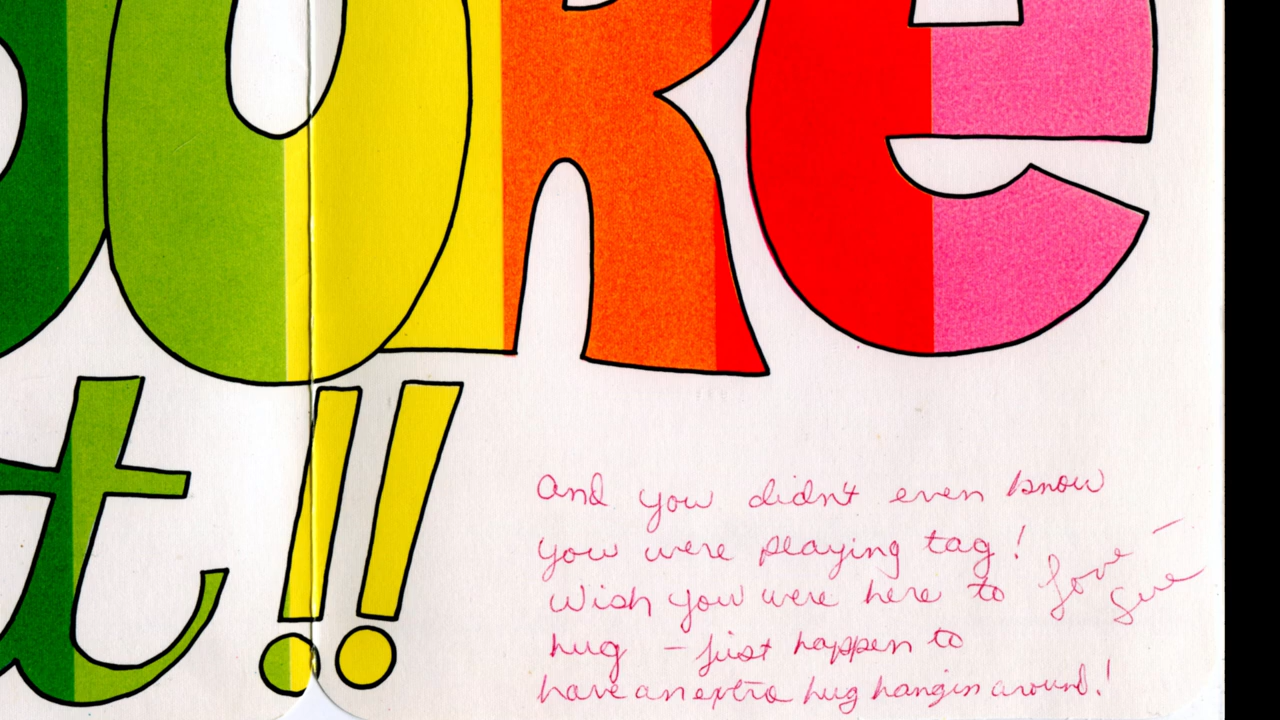 ouRe
t!!
and you didn't even know
you were playing tag!
Wish you were here to
hug - just happen to
have an extra hug hangin around!
Love -
Sue